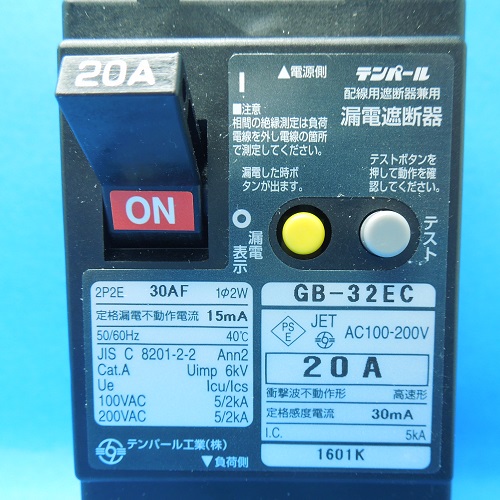 20A
ON
▲電源側
テンパール
配線用遮断器兼用
漏電遮断器
■注意
相間の絶縁測定は負荷
電線を外し電線の箇所
で測定してください。
漏電した時ボ
タンが出ます。
テストボタンを
押して動作を確
認してください。
漏電表示
テスト
2P2E 30AF 1φ2W
定格漏電不動作電流 15mA
50/60Hz 40℃
JIS C 8201-2-2 Ann2
Cat.A Uimp 6kV
Ue Icu/Ics
100VAC 5/2kA
200VAC 5/2kA
テンパール工業(株)
▼負荷側
GB-32EC
PS
E
JET
AC100-200V
20A
衝撃波不動作形 高速形
定格感度電流 30mA
I.C. 5kA
1601K